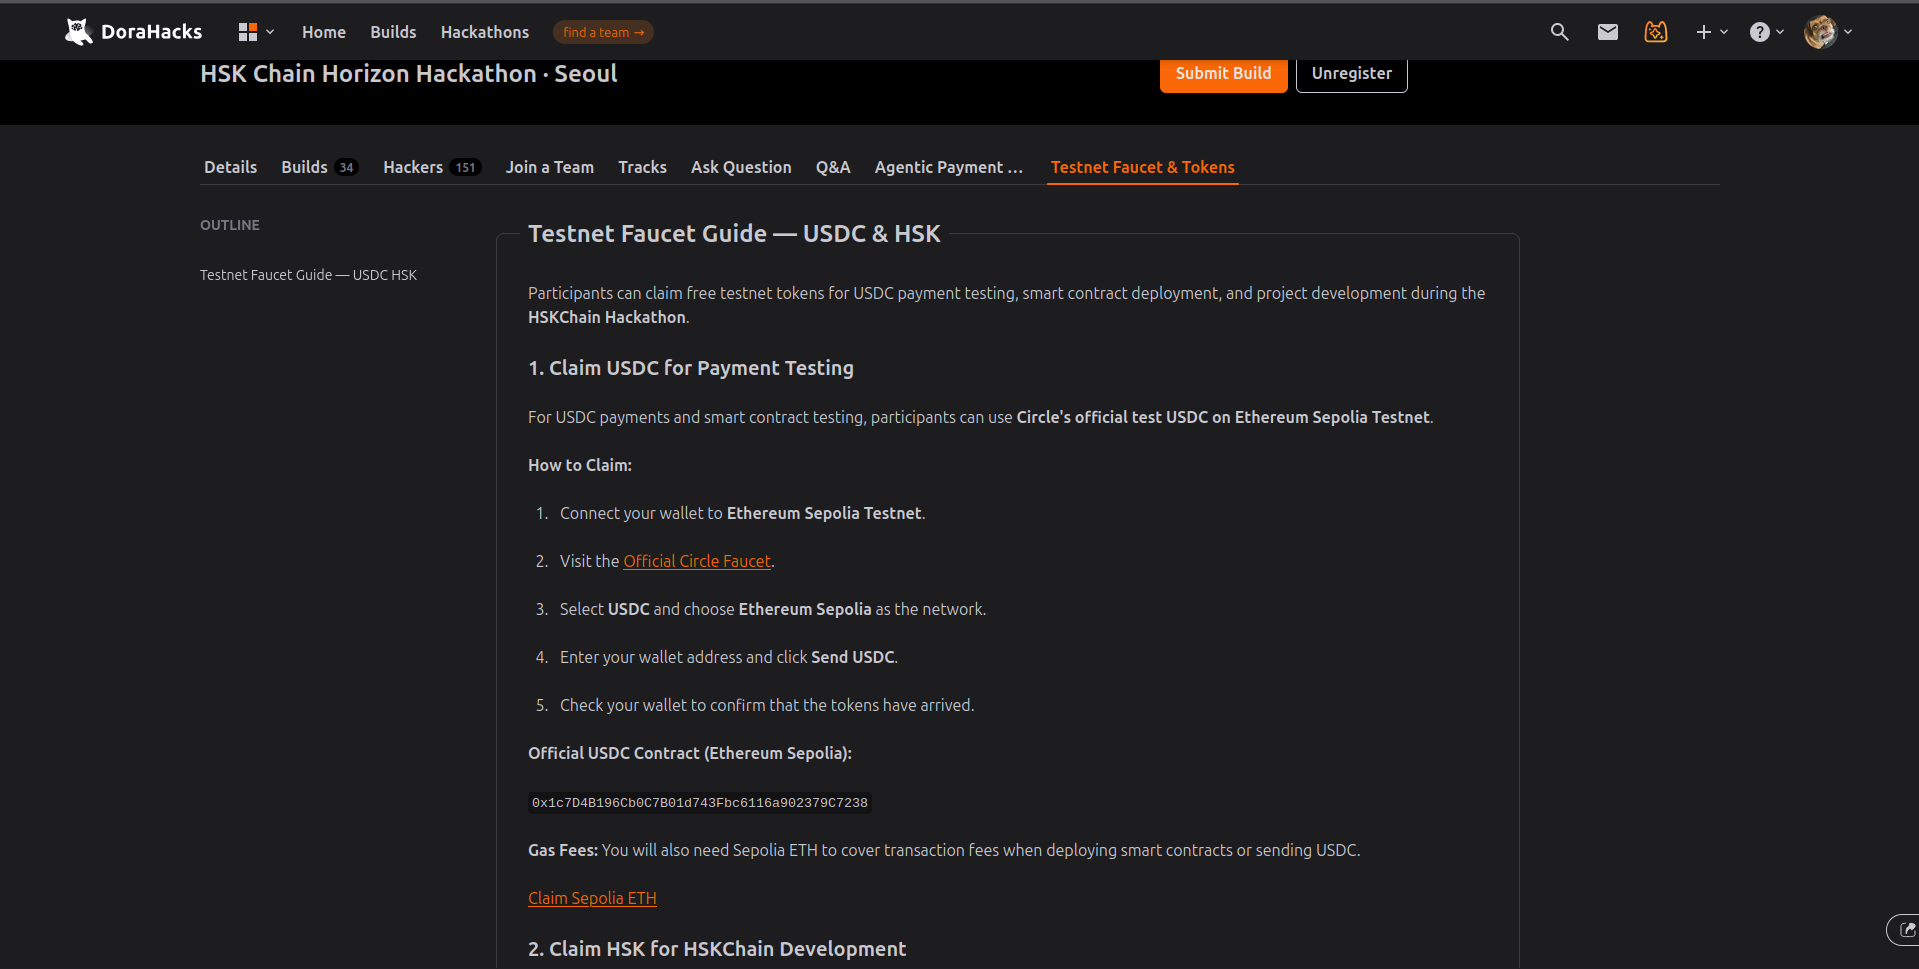 DoraHacks
Home
Builds
Hackathons
find a team →
HSK Chain Horizon Hackathon · Seoul
Submit Build
Unregister
Details
Builds 34
Hackers 151
Join a Team
Tracks
Ask Question
Q&A
Agentic Payment ...
Testnet Faucet & Tokens
OUTLINE
Testnet Faucet Guide — USDC HSK
Testnet Faucet Guide — USDC & HSK
Participants can claim free testnet tokens for USDC payment testing, smart contract deployment, and project development during the
HSKChain Hackathon.
1. Claim USDC for Payment Testing
For USDC payments and smart contract testing, participants can use Circle's official test USDC on Ethereum Sepolia Testnet.
How to Claim:
1. Connect your wallet to Ethereum Sepolia Testnet.
2. Visit the Official Circle Faucet.
3. Select USDC and choose Ethereum Sepolia as the network.
4. Enter your wallet address and click Send USDC.
5. Check your wallet to confirm that the tokens have arrived.
Official USDC Contract (Ethereum Sepolia):
0x1c7D4B196Cb0C7B01d743Fbc6116a902379C7238
Gas Fees: You will also need Sepolia ETH to cover transaction fees when deploying smart contracts or sending USDC.
Claim Sepolia ETH
2. Claim HSK for HSKChain Development